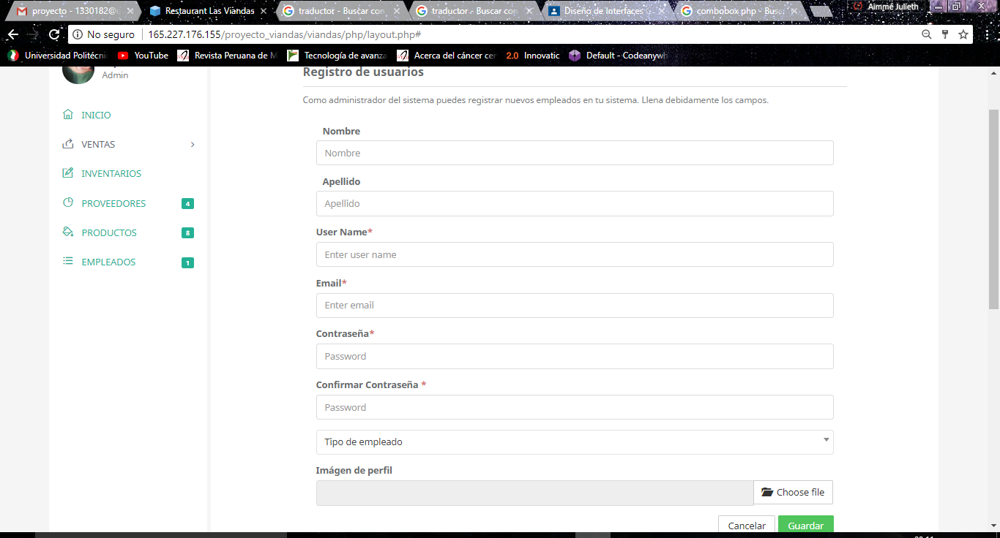 proyecto - 1330182@
Restaurant Las Viandas
traductor - Buscar con
traductor - Buscar con
Diseño de Interfaces
combobox php - Bus
Aimmé Julieth
No seguro
165.227.176.155/proyecto_viandas/viandas/php/layout.php#
Universidad Politécnic
YouTube
Revista Peruana de M
Tecnología de avanza
Acerca del cáncer cer
2.0 Innovatic
Default - Codeanywh
Admin
INICIO
VENTAS
INVENTARIOS
PROVEEDORES 4
PRODUCTOS 8
EMPLEADOS 1
Registro de usuarios
Como administrador del sistema puedes registrar nuevos empleados en tu sistema. Llena debidamente los campos.
Nombre
Nombre
Apellido
Apellido
User Name*
Enter user name
Email*
Enter email
Contraseña*
Password
Confirmar Contraseña *
Password
Tipo de empleado
Imágen de perfil
Choose file
Cancelar
Guardar